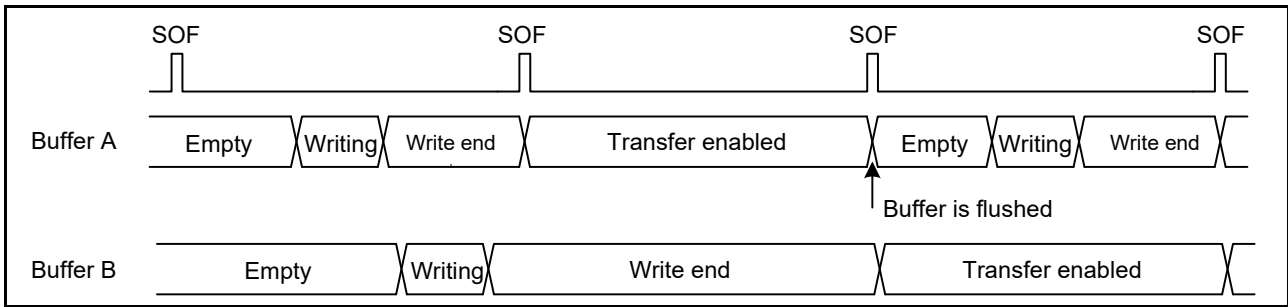 SOF SOF SOF SOF
Buffer A Empty Writing Write end Transfer enabled Empty Writing Write end
Buffer is flushed
Buffer B Empty Writing Write end Transfer enabled